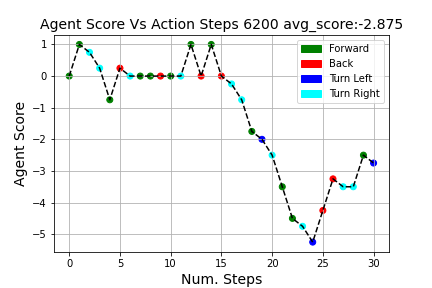 Agent Score Vs Action Steps 6200 avg_score:-2.875
Forward
Back
Turn Left
Turn Right
Agent Score
1
0
−1
−2
−3
−4
−5
0 5 10 15 20 25 30
Num. Steps